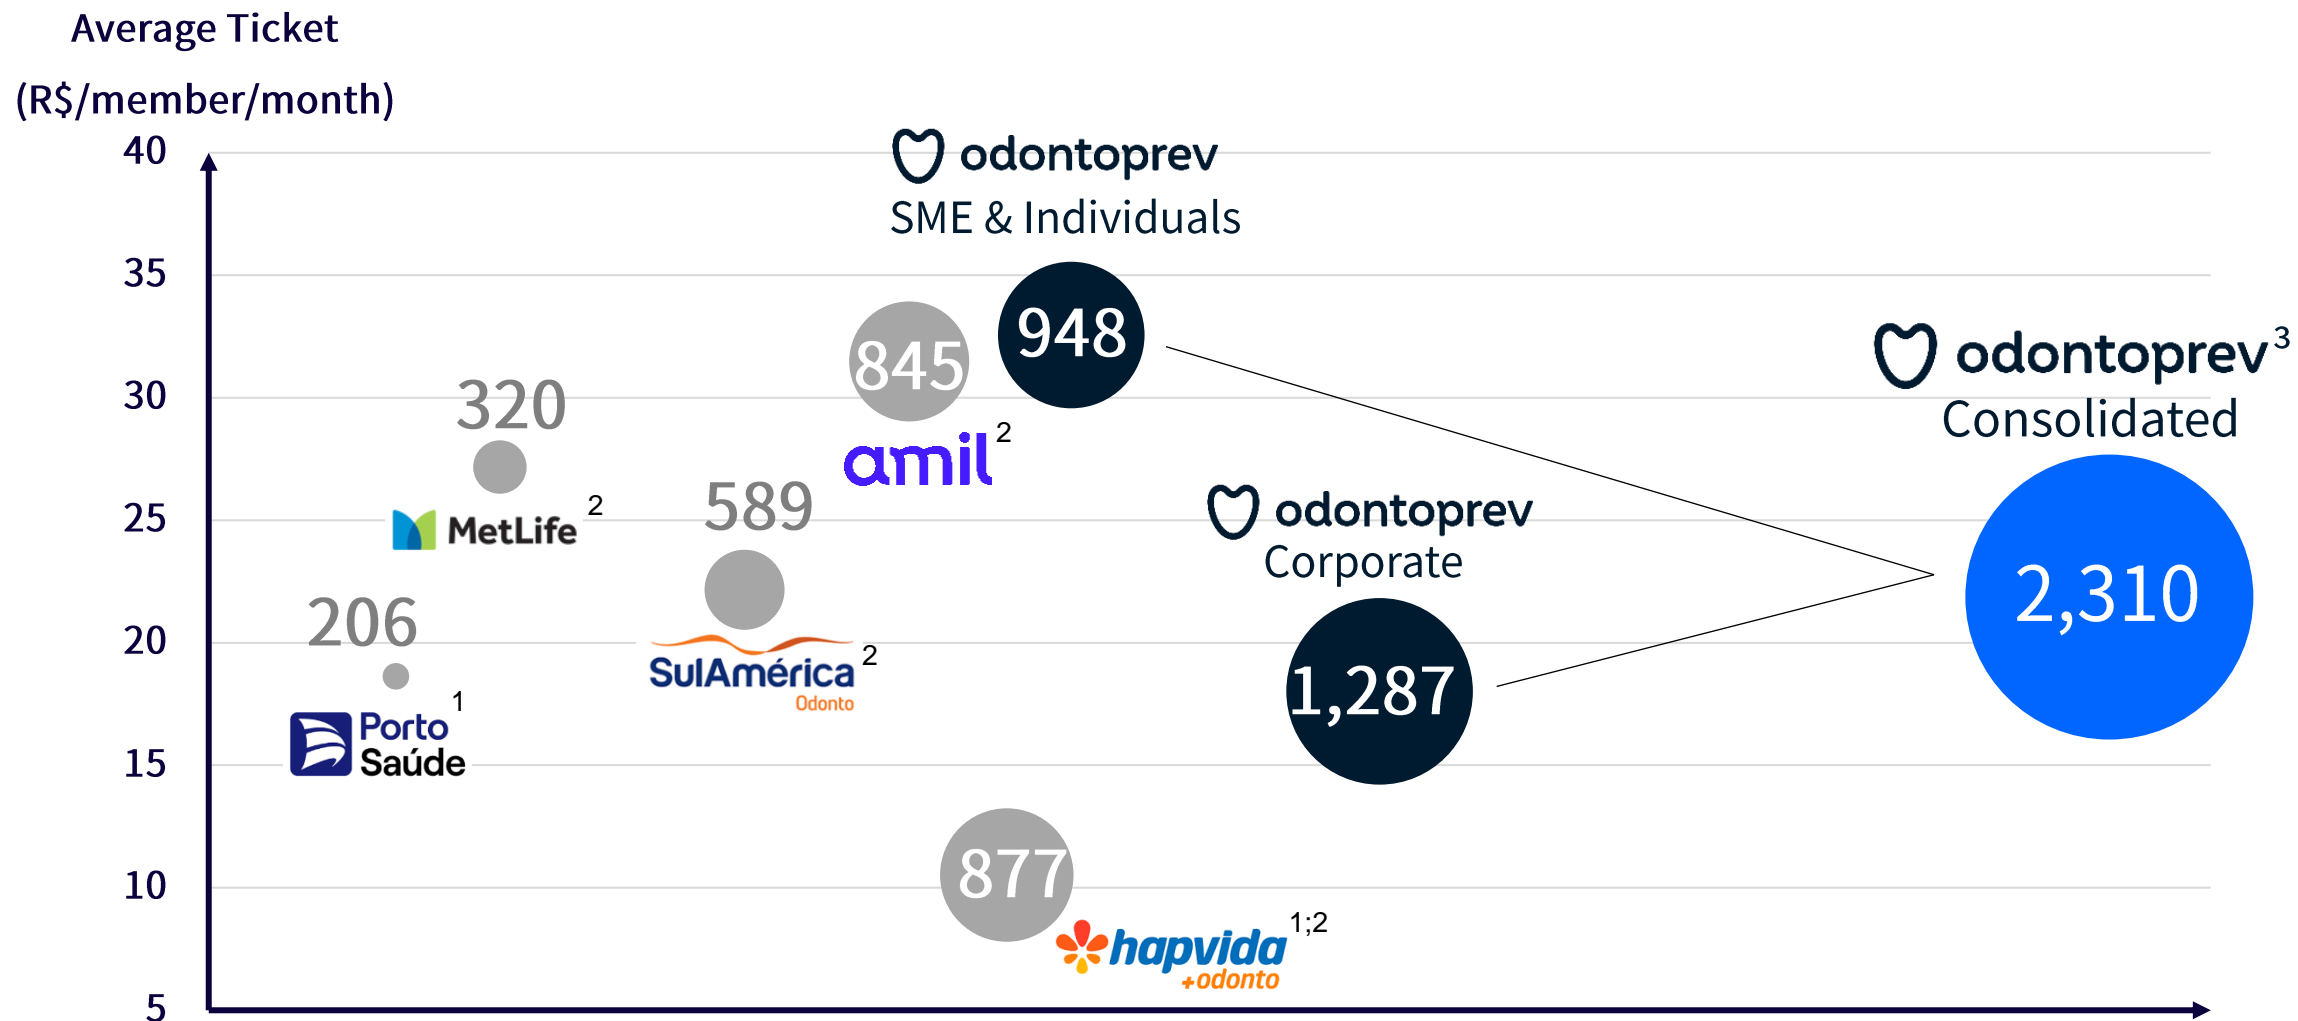 Average Ticket
(R$/member/month)
40
35
30
25
20
15
10
5
odontoprev
SME & Individuals
948
845
amil 2
320
MetLife 2
589
SulAmérica 2
Odonto
206
Porto 1
Saúde
odontoprev
Corporate
1,287
877
hapvida 1;2
+odonto
odontoprev3
Consolidated
2,310